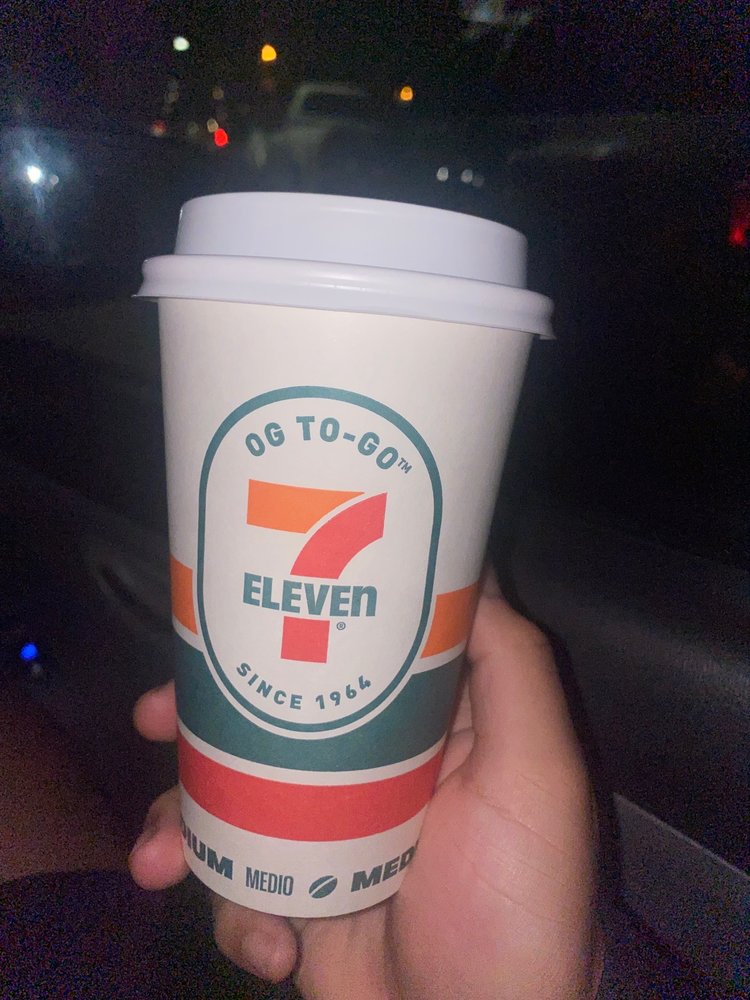 OG TO-GO™
7
ELEVEn
®
SINCE 1964
MEDIO